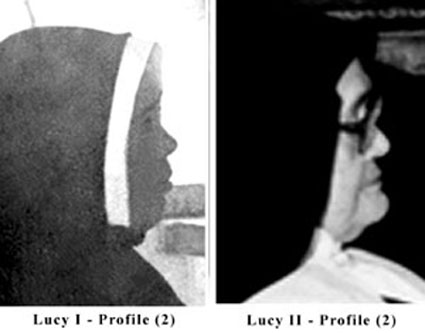 Lucy I - Profile (2)
Lucy II - Profile (2)